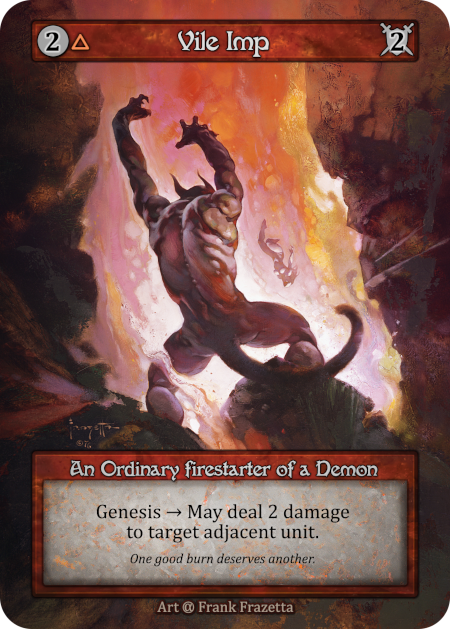 2 Vile Imp 2
An Ordinary firestarter of a Demon
Genesis → May deal 2 damage
to target adjacent unit.
One good burn deserves another.
Art @ Frank Frazetta